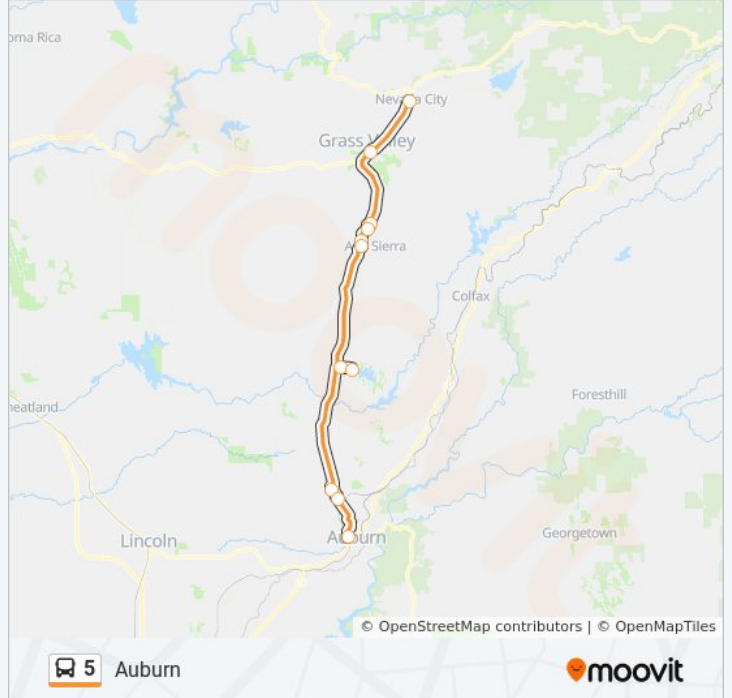 oma Rica
Nevada City
Grass Valley
Alta Sierra
Colfax
Foresthill
heatland
Lincoln
Auburn
Georgetown
© OpenStreetMap contributors | © OpenMapTiles
5 Auburn
moovit